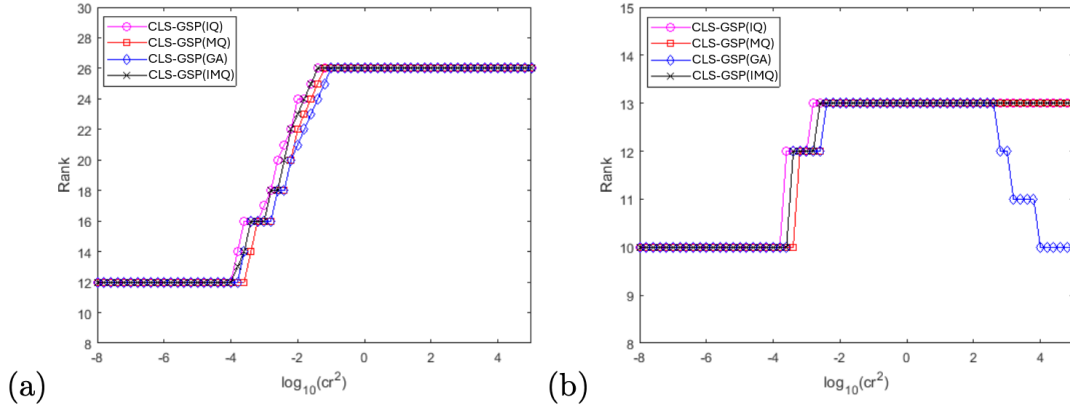 30
28
26
24
22
20
18
16
14
12
10
8
Rank
CLS-GSP(IQ)
CLS-GSP(MQ)
CLS-GSP(GA)
CLS-GSP(IMQ)
-8
-6
-4
-2
0
2
4
log10(cr²)
(a)
15
14
13
12
11
10
9
8
Rank
CLS-GSP(IQ)
CLS-GSP(MQ)
CLS-GSP(GA)
CLS-GSP(IMQ)
-8
-6
-4
-2
0
2
4
log10(cr²)
(b)